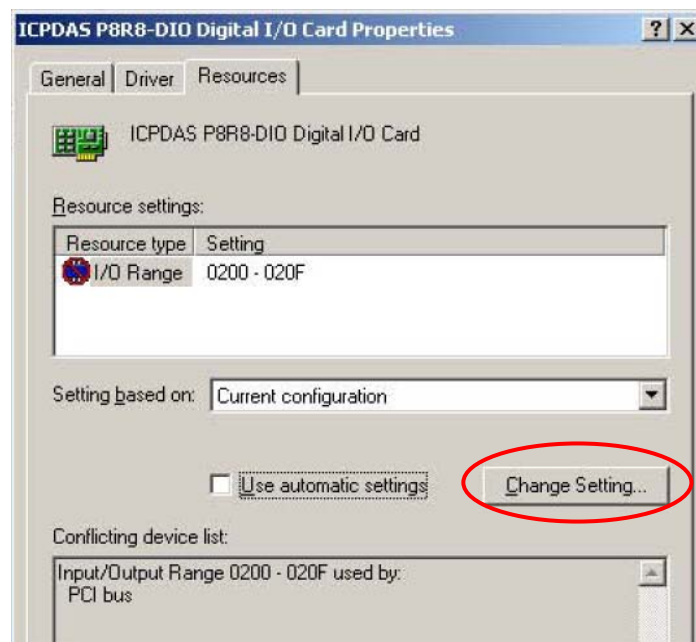 ICPDAS P8R8-DIO Digital I/O Card Properties
General Driver Resources
ICPDAS P8R8-DIO Digital I/O Card
Resource settings:
Resource type Setting
I/O Range 0200 - 020F
Setting based on: Current configuration
Use automatic settings Change Setting...
Conflicting device list:
Input/Output Range 0200 - 020F used by:
PCI bus